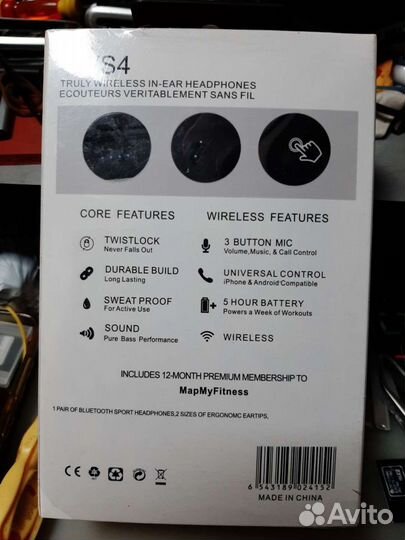 S4
TRULY WIRELESS IN-EAR HEADPHONES
ECOUTEURS VERITABLEMENT SANS FIL
CORE FEATURES
TWISTLOCK
Never Falls Out
DURABLE BUILD
Long Lasting
SWEAT PROOF
For Active Use
SOUND
Pure Bass Performance
WIRELESS FEATURES
3 BUTTON MIC
Volume,Music, & Call Control
UNIVERSAL CONTROL
iPhone & Android Compatible
5 HOUR BATTERY
Powers a Week of Workouts
WIRELESS
INCLUDES 12-MONTH PREMIUM MEMBERSHIP TO
MapMyFitness
1 PAIR OF BLUETOOTH SPORT HEADPHONES,2 SIZES OF ERGONOMC EARTIPS,
CE
6 543189 024152
MADE IN CHINA
Avito